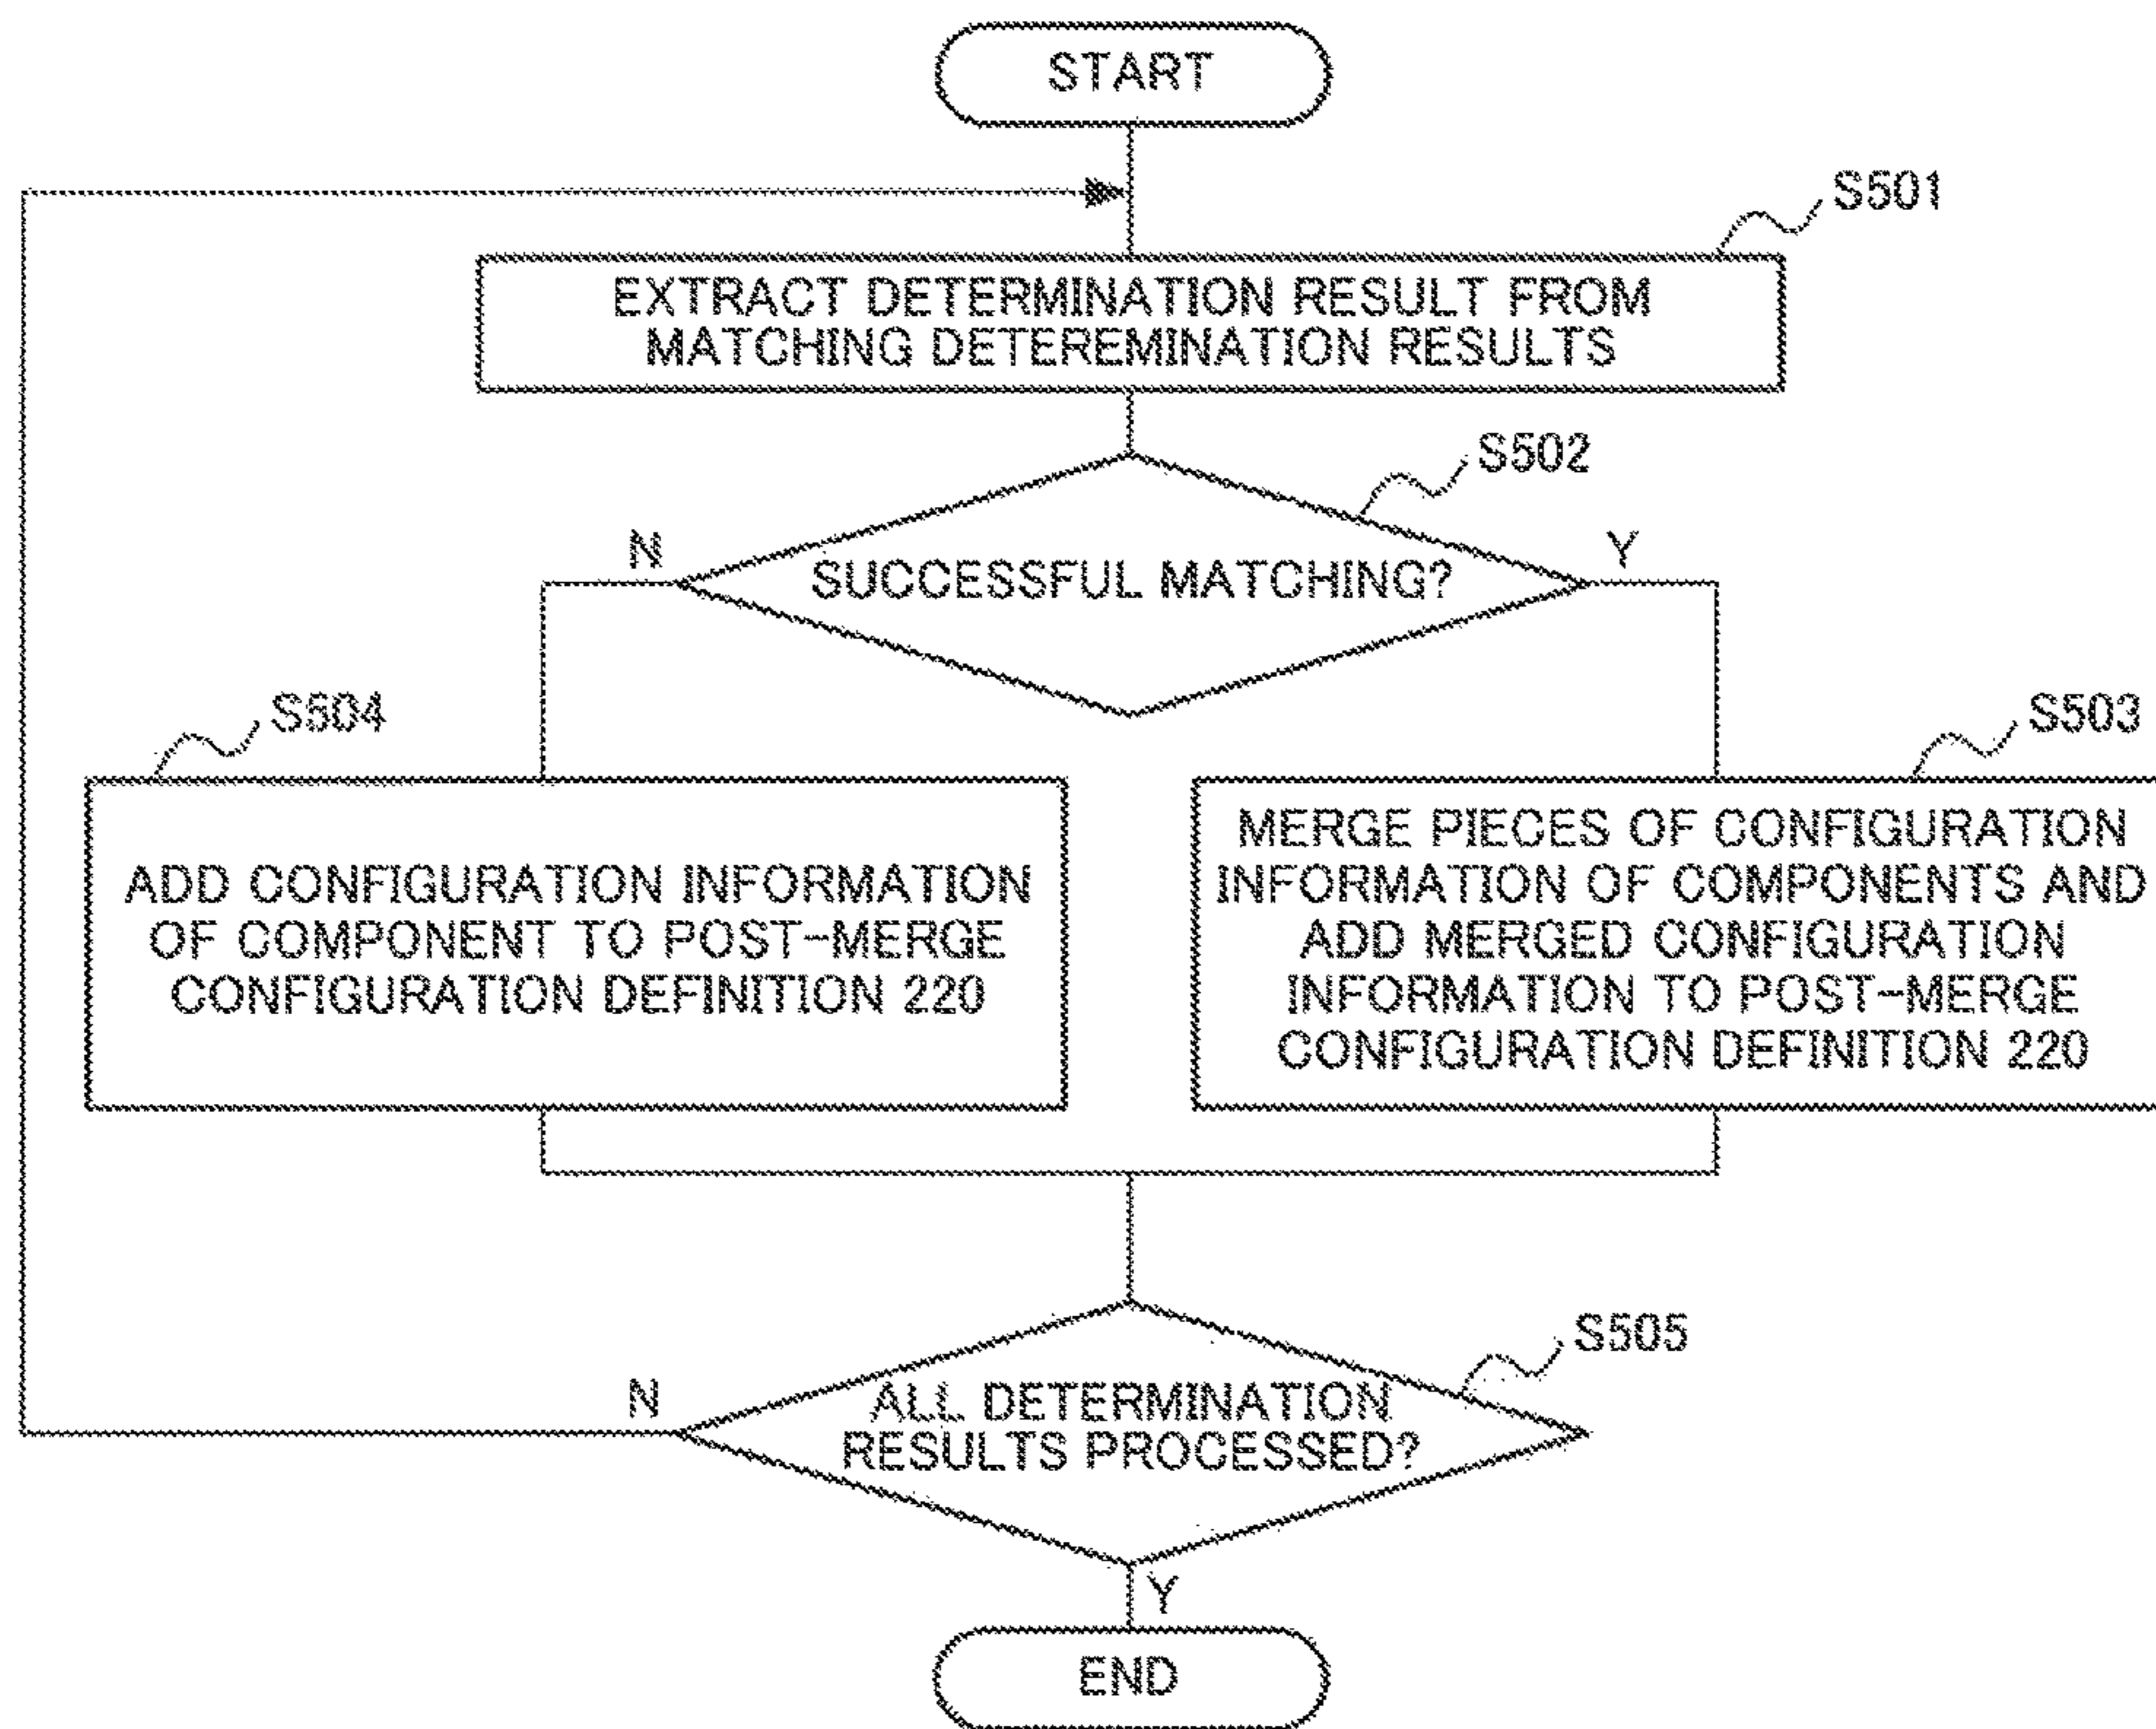 START
S501
EXTRACT DETERMINATION RESULT FROM
MATCHING DETEREMINATION RESULTS
S502
N
Y
SUCCESSFUL MATCHING?
S504
S503
ADD CONFIGURATION INFORMATION
OF COMPONENT TO POST-MERGE
CONFIGURATION DEFINITION 220
MERGE PIECES OF CONFIGURATION
INFORMATION OF COMPONENTS AND
ADD MERGED CONFIGURATION
INFORMATION TO POST-MERGE
CONFIGURATION DEFINITION 220
S505
N
ALL DETERMINATION
RESULTS PROCESSED?
Y
END